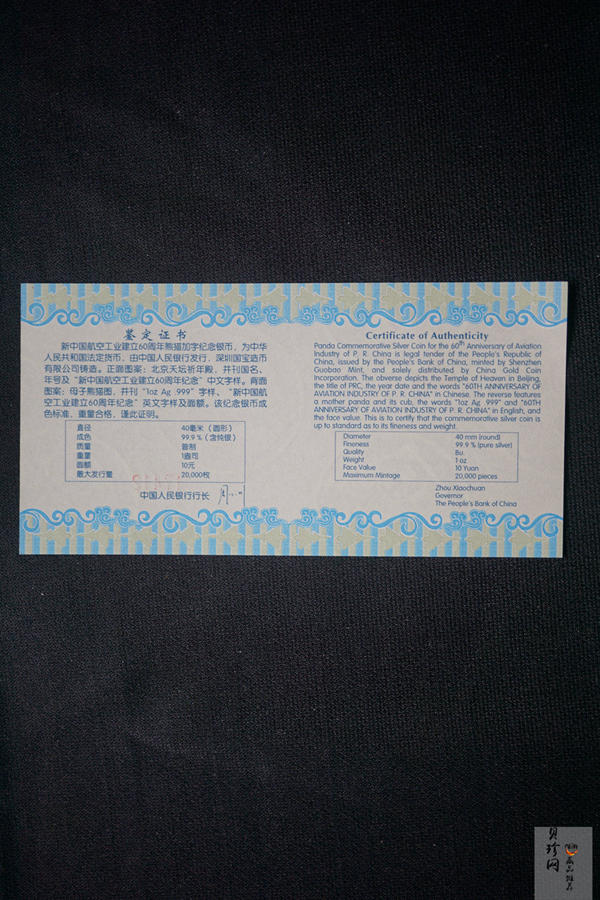 鉴定证书
新中国航空工业建立60周年熊猫加字纪念银币，为中华
人民共和国法定货币，由中国人民银行发行，深圳国宝造币
有限公司铸造。正面图案：北京天坛祈年殿，并刊国名、
年号及“新中国航空工业建立60周年纪念”中文字样。背面
图案：母子熊猫图，并刊“1oz Ag .999”字样、“新中国航
空工业建立60周年纪念”英文字样及面额。该纪念银币成
色标准，重量合格，谨此证明。
直径 40毫米（圆形）
成色 99.9%（含纯银）
质量 普制
重量 1盎司
面额 10元
最大发行量 20,000枚
中国人民银行行长
Certificate of Authenticity
Panda Commemorative Silver Coin for the 60th Anniversary of Aviation
Industry of P. R. China is legal tender of the People's Republic of
China, issued by the People's Bank of China, minted by Shenzhen
Guobao Mint, and solely distributed by China Gold Coin
Incorporation. The obverse depicts the Temple of Heaven in Beijing,
the title of PRC, the year date and the words "60TH ANNIVERSARY OF
AVIATION INDUSTRY OF P. R. CHINA" in Chinese. The reverse features
a mother panda and its cub, the words "1oz Ag .999" and "60TH
ANNIVERSARY OF AVIATION INDUSTRY OF P. R. CHINA" in English, and
the face value. This is to certify that the commemorative silver coin is
up to standard as to its fineness and weight.
Diameter 40 mm (round)
Fineness 99.9 % (pure silver)
Quality Bu.
Weight 1 oz
Face Value 10 Yuan
Maximum Mintage 20,000 pieces
Zhou Xiaochuan
Governor
The People's Bank of China
贝珍网